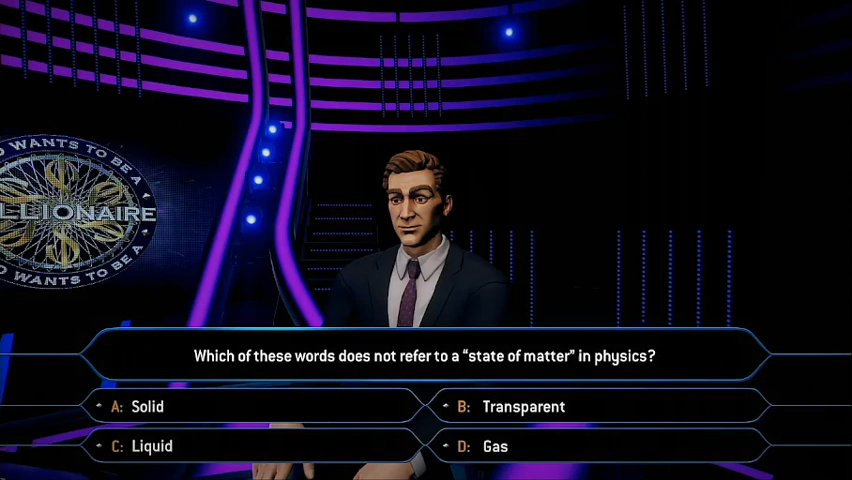 O WANTS TO BE A
LLIONAIRE
O WANTS TO BE A
Which of these words does not refer to a “state of matter” in physics?
A: Solid
B: Transparent
C: Liquid
D: Gas